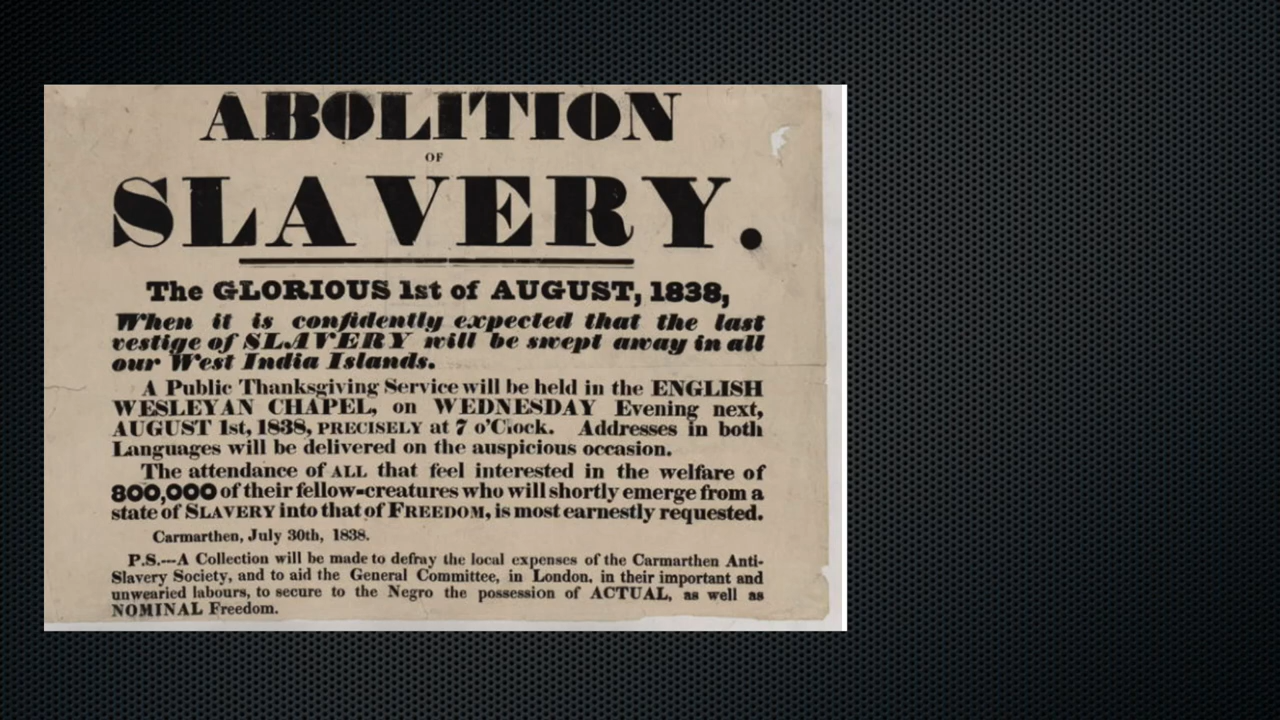 ABOLITION
OF
SLAVERY.
The GLORIOUS 1st of AUGUST, 1838,
When it is confidently expected that the last
vestige of SLAVERY will be swept away in all
our West India Islands.
A Public Thanksgiving Service will be held in the ENGLISH
WESLEYAN CHAPEL, on WEDNESDAY Evening next,
AUGUST 1st, 1838, PRECISELY at 7 o'Clock. Addresses in both
Languages will be delivered on the auspicious occasion.
The attendance of ALL that feel interested in the welfare of
800,000 of their fellow-creatures who will shortly emerge from a
state of SLAVERY into that of FREEDOM, is most earnestly requested.
Carmarthen, July 30th, 1838.
P.S.---A Collection will be made to defray the local expenses of the Carmarthen Anti-
Slavery Society, and to aid the General Committee, in London, in their important and
unwearied labours, to secure to the Negro the possession of ACTUAL, as well as
NOMINAL Freedom.